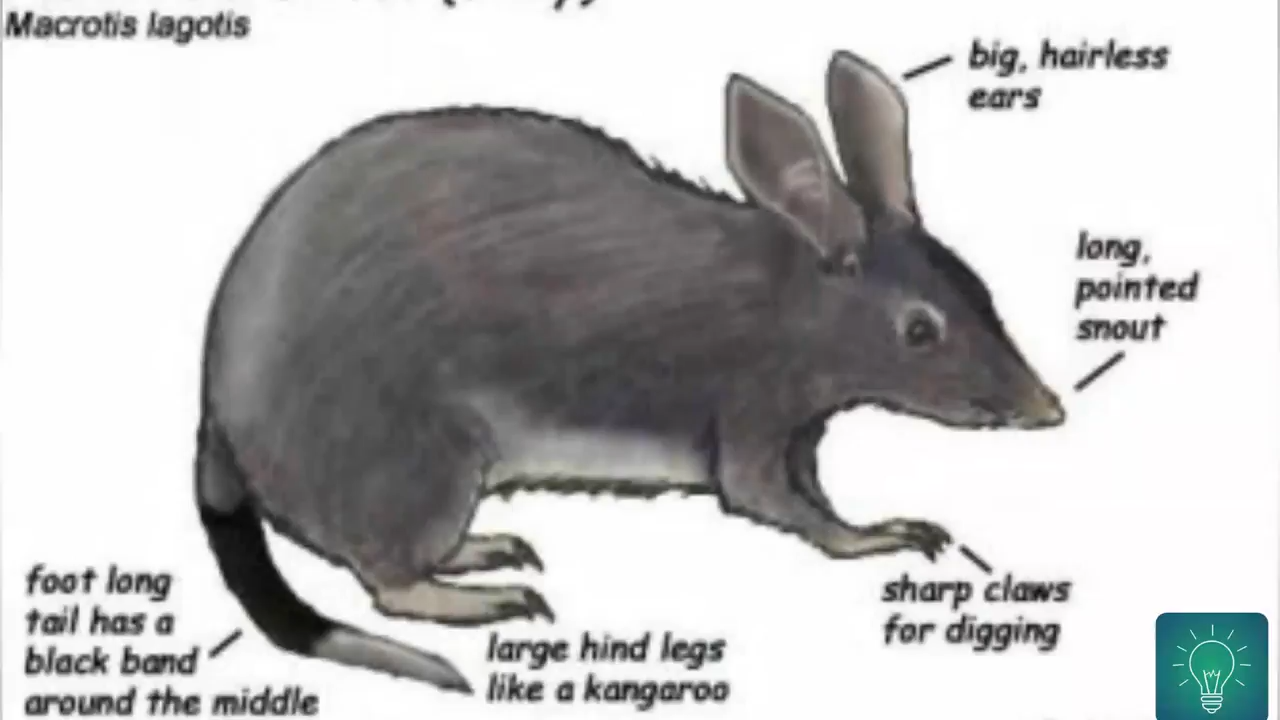 Macrotis lagotis
big, hairless
ears
long,
pointed
snout
sharp claws
for digging
large hind legs
like a kangaroo
foot long
tail has a
black band
around the middle